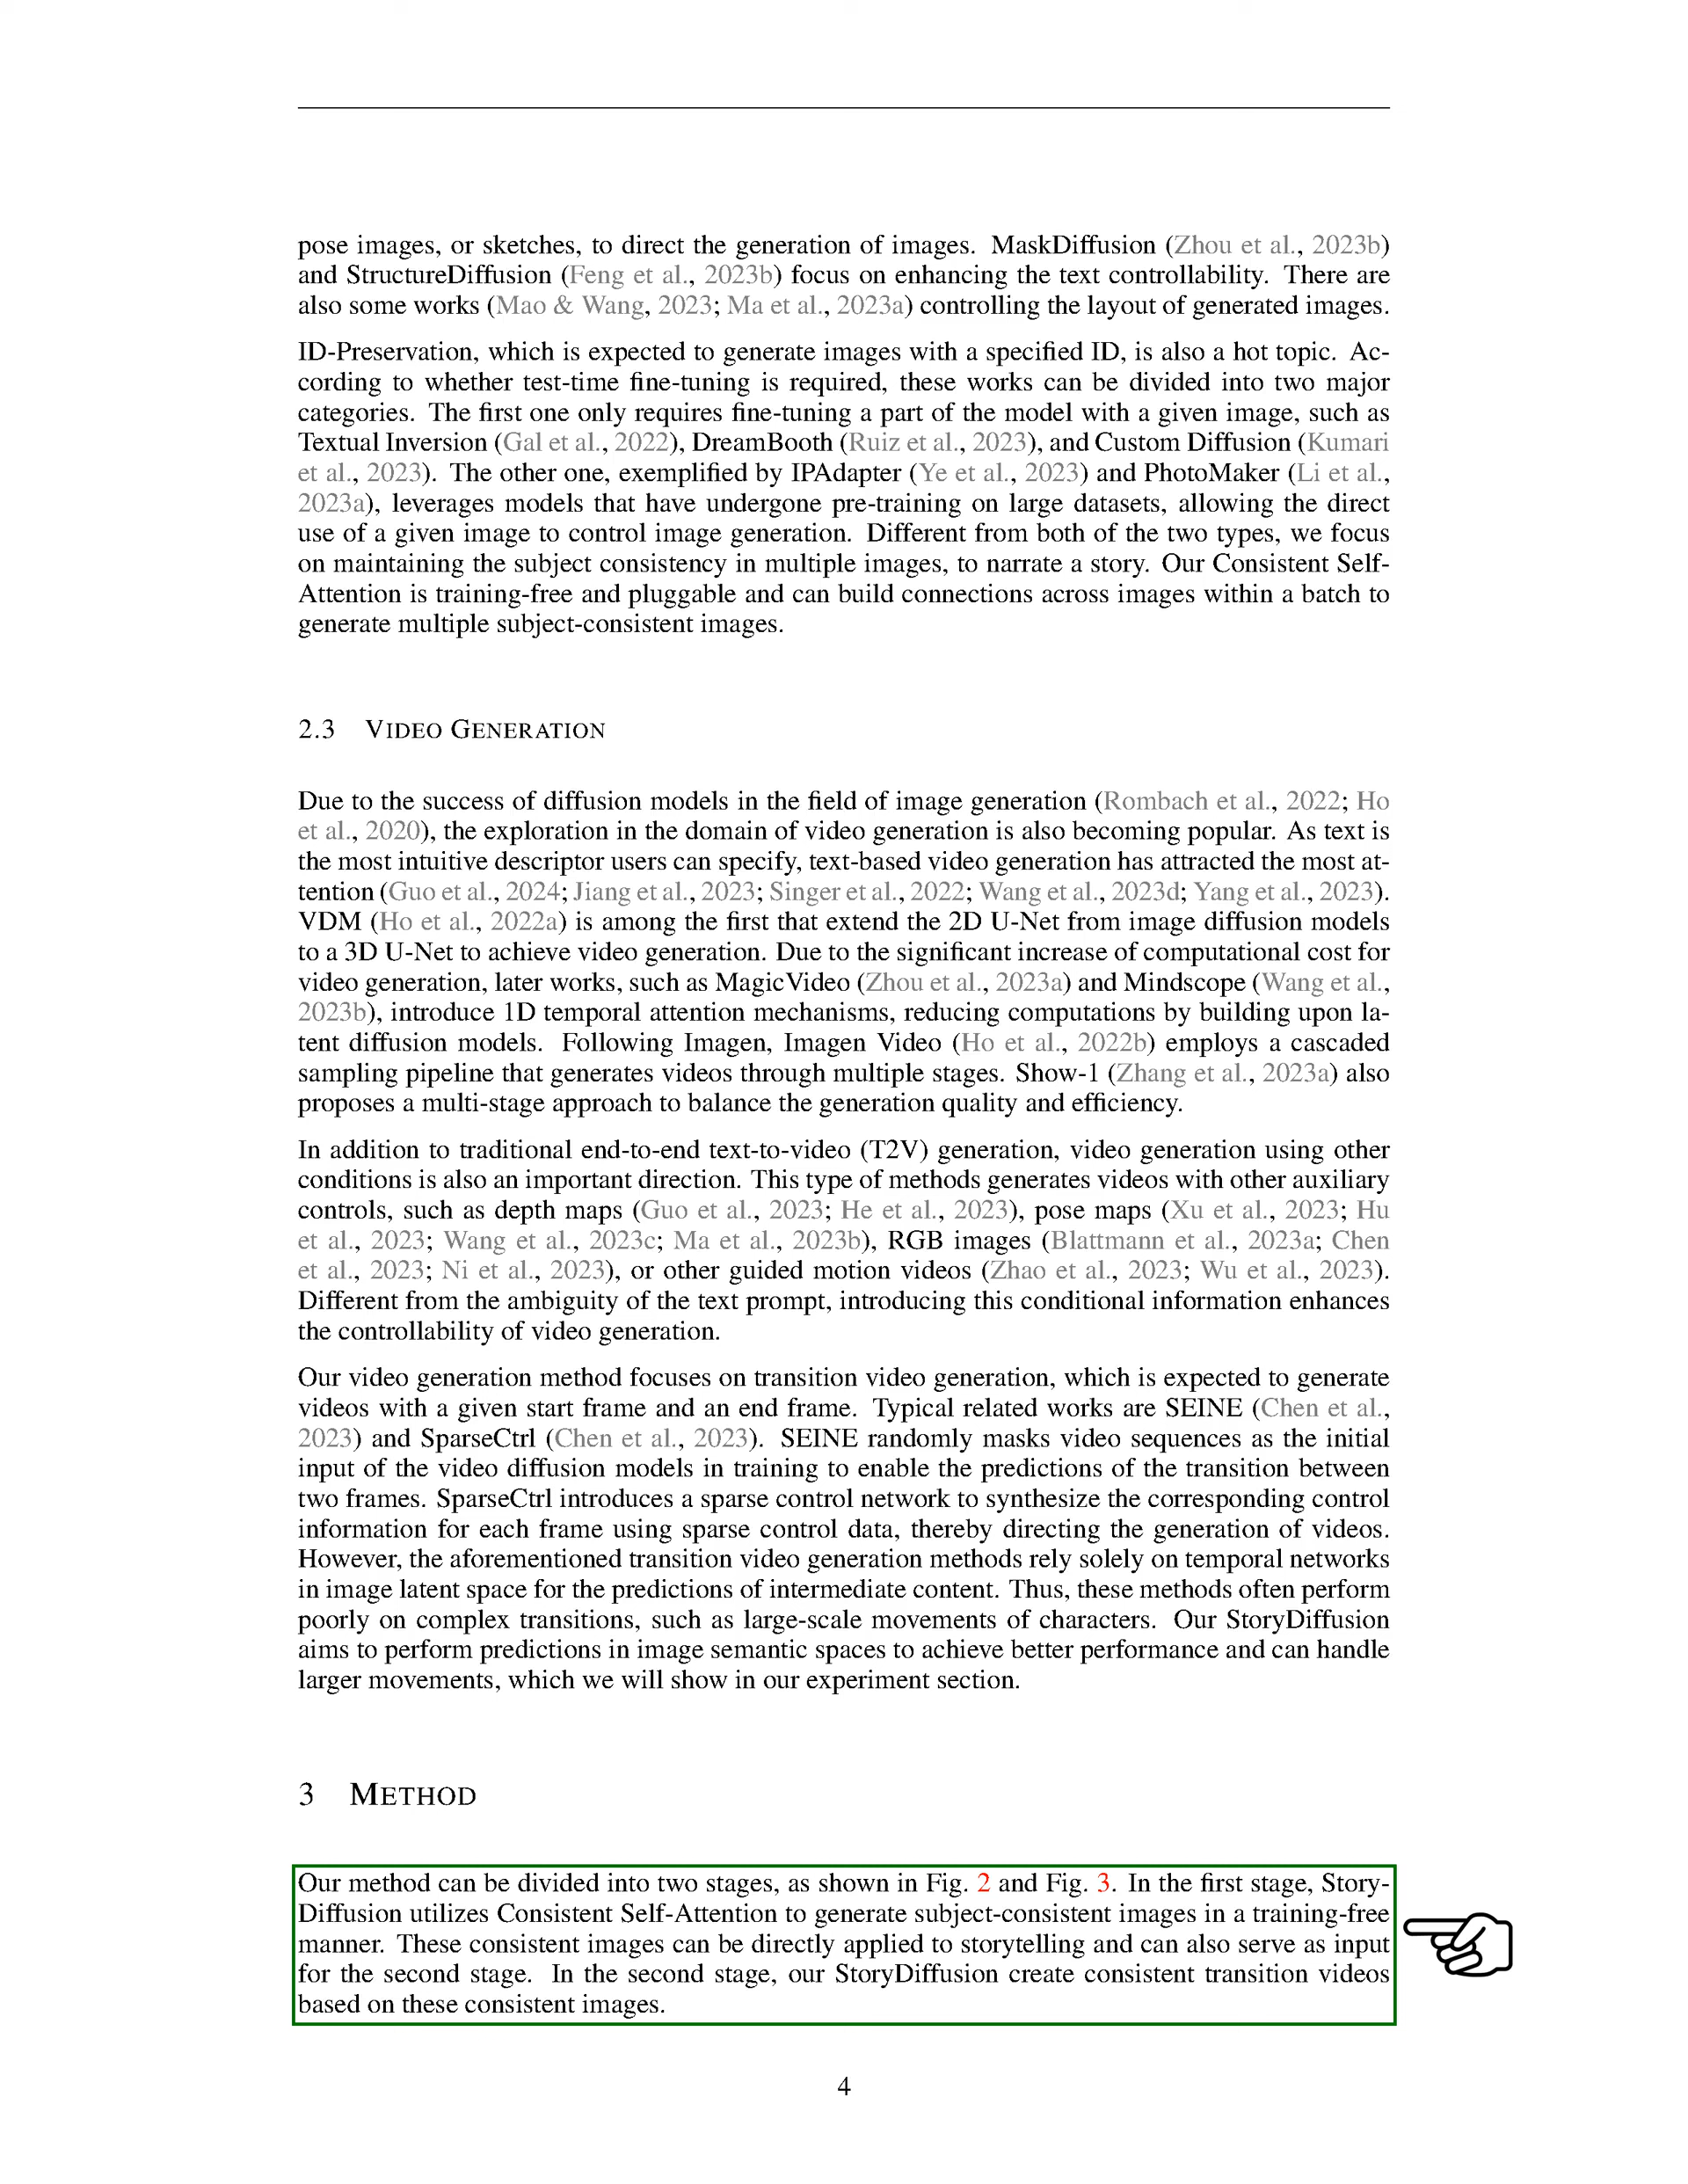 pose images, or sketches, to direct the generation of images. MaskDiffusion (Zhou et al., 2023b)
and StructureDiffusion (Feng et al., 2023b) focus on enhancing the text controllability. There are
also some works (Mao & Wang, 2023; Ma et al., 2023a) controlling the layout of generated images.
ID-Preservation, which is expected to generate images with a specified ID, is also a hot topic. Ac-
cording to whether test-time fine-tuning is required, these works can be divided into two major
categories. The first one only requires fine-tuning a part of the model with a given image, such as
Textual Inversion (Gal et al., 2022), DreamBooth (Ruiz et al., 2023), and Custom Diffusion (Kumari
et al., 2023). The other one, exemplified by IPAdapter (Ye et al., 2023) and PhotoMaker (Li et al.,
2023a), leverages models that have undergone pre-training on large datasets, allowing the direct
use of a given image to control image generation. Different from both of the two types, we focus
on maintaining the subject consistency in multiple images, to narrate a story. Our Consistent Self-
Attention is training-free and pluggable and can build connections across images within a batch to
generate multiple subject-consistent images.
2.3 VIDEO GENERATION
Due to the success of diffusion models in the field of image generation (Rombach et al., 2022; Ho
et al., 2020), the exploration in the domain of video generation is also becoming popular. As text is
the most intuitive descriptor users can specify, text-based video generation has attracted the most at-
tention (Guo et al., 2024; Jiang et al., 2023; Singer et al., 2022; Wang et al., 2023d; Yang et al., 2023).
VDM (Ho et al., 2022a) is among the first that extend the 2D U-Net from image diffusion models
to a 3D U-Net to achieve video generation. Due to the significant increase of computational cost for
video generation, later works, such as MagicVideo (Zhou et al., 2023a) and Mindscope (Wang et al.,
2023b), introduce 1D temporal attention mechanisms, reducing computations by building upon la-
tent diffusion models. Following Imagen, Imagen Video (Ho et al., 2022b) employs a cascaded
sampling pipeline that generates videos through multiple stages. Show-1 (Zhang et al., 2023a) also
proposes a multi-stage approach to balance the generation quality and efficiency.
In addition to traditional end-to-end text-to-video (T2V) generation, video generation using other
conditions is also an important direction. This type of methods generates videos with other auxiliary
controls, such as depth maps (Guo et al., 2023; He et al., 2023), pose maps (Xu et al., 2023; Hu
et al., 2023; Wang et al., 2023c; Ma et al., 2023b), RGB images (Blattmann et al., 2023a; Chen
et al., 2023; Ni et al., 2023), or other guided motion videos (Zhao et al., 2023; Wu et al., 2023).
Different from the ambiguity of the text prompt, introducing this conditional information enhances
the controllability of video generation.
Our video generation method focuses on transition video generation, which is expected to generate
videos with a given start frame and an end frame. Typical related works are SEINE (Chen et al.,
2023) and SparseCtrl (Chen et al., 2023). SEINE randomly masks video sequences as the initial
input of the video diffusion models in training to enable the predictions of the transition between
two frames. SparseCtrl introduces a sparse control network to synthesize the corresponding control
information for each frame using sparse control data, thereby directing the generation of videos.
However, the aforementioned transition video generation methods rely solely on temporal networks
in image latent space for the predictions of intermediate content. Thus, these methods often perform
poorly on complex transitions, such as large-scale movements of characters. Our StoryDiffusion
aims to perform predictions in image semantic spaces to achieve better performance and can handle
larger movements, which we will show in our experiment section.
3 METHOD
Our method can be divided into two stages, as shown in Fig. 2 and Fig. 3. In the first stage, Story-
Diffusion utilizes Consistent Self-Attention to generate subject-consistent images in a training-free
manner. These consistent images can be directly applied to storytelling and can also serve as input
for the second stage. In the second stage, our StoryDiffusion create consistent transition videos
based on these consistent images.
4